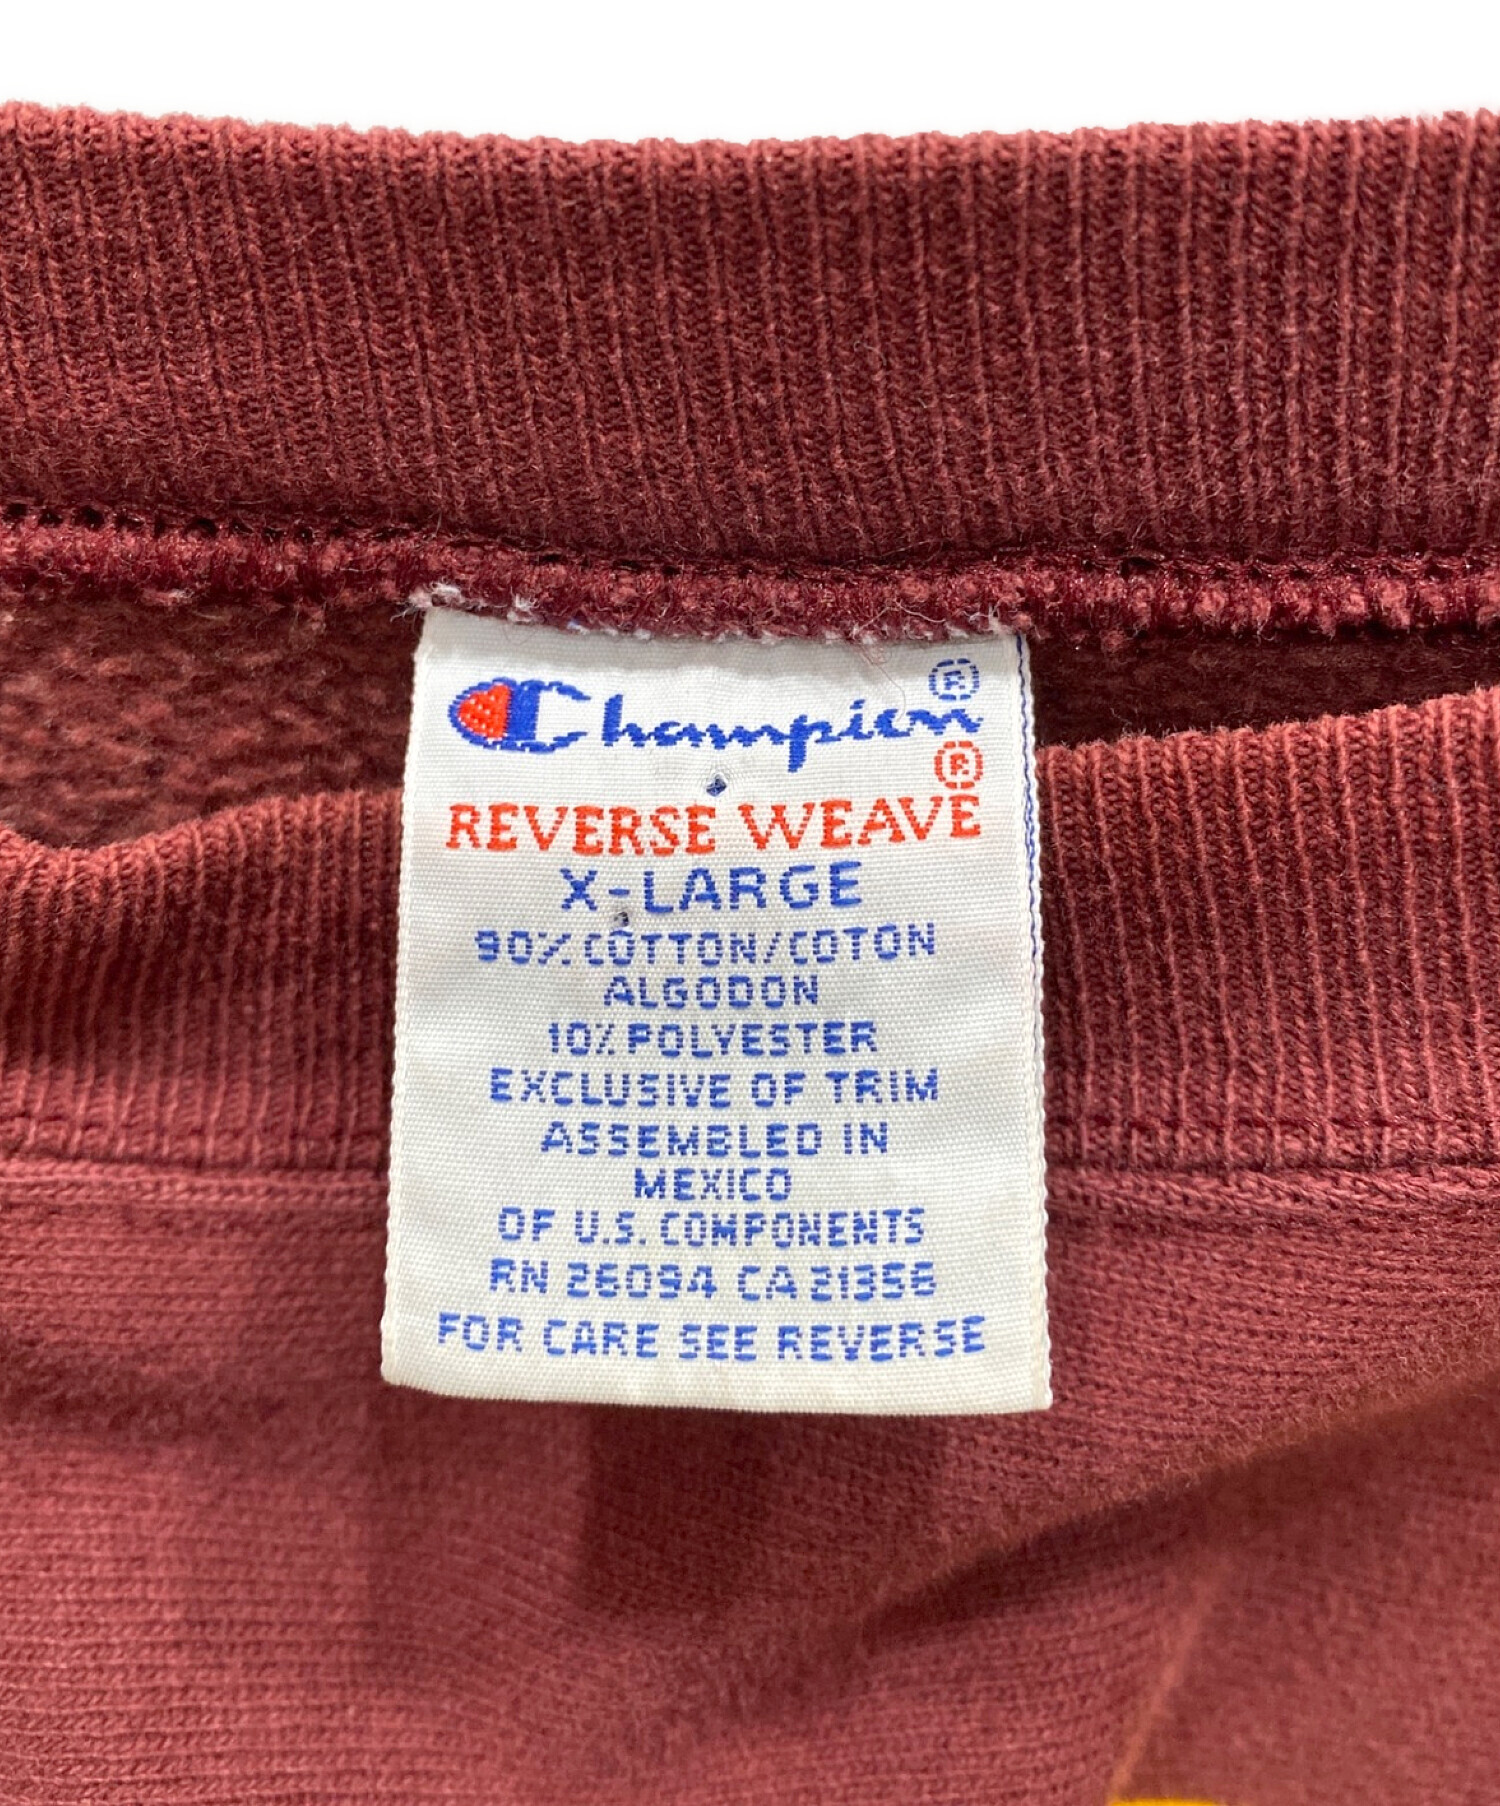 Champion®
REVERSE WEAVE®
X-LARGE
90% COTTON/COTON
ALGODON
10% POLYESTER
EXCLUSIVE OF TRIM
ASSEMBLED IN
MEXICO
OF U.S. COMPONENTS
RN 26094 CA 21356
FOR CARE SEE REVERSE